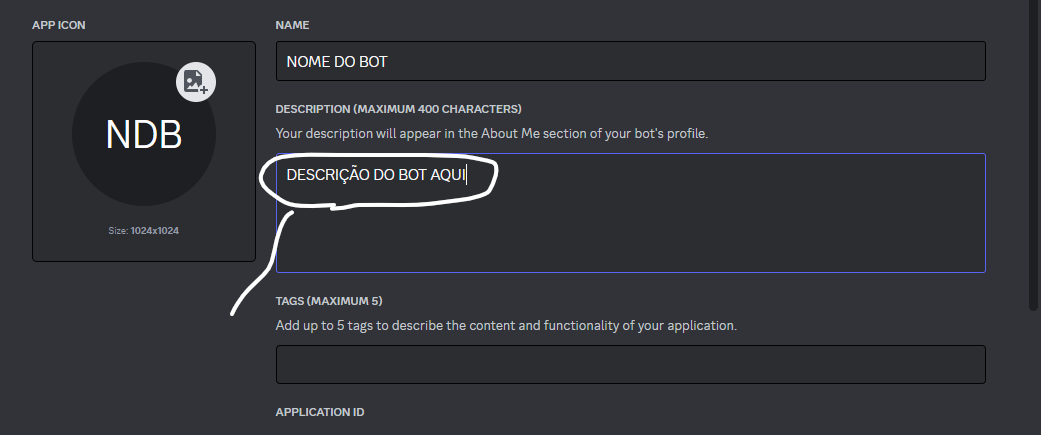 APP ICON
NDB
Size: 1024x1024
NAME
NOME DO BOT
DESCRIPTION (MAXIMUM 400 CHARACTERS)
Your description will appear in the About Me section of your bot's profile.
DESCRIÇÃO DO BOT AQUI
TAGS (MAXIMUM 5)
Add up to 5 tags to describe the content and functionality of your application.
APPLICATION ID